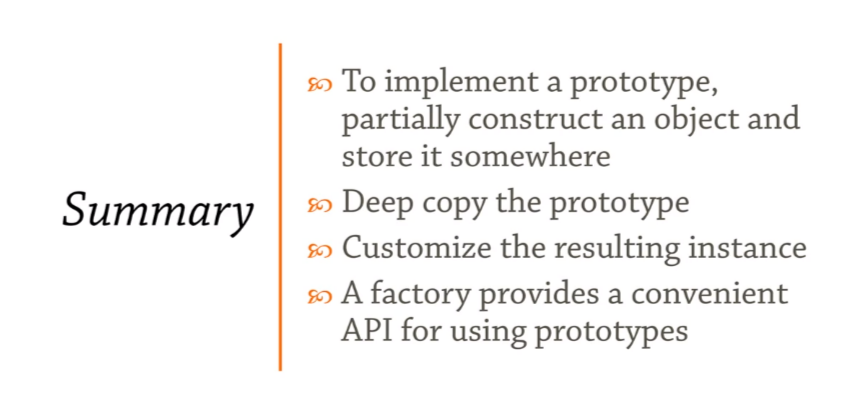 Summary
To implement a prototype,
partially construct an object and
store it somewhere
Deep copy the prototype
Customize the resulting instance
A factory provides a convenient
API for using prototypes